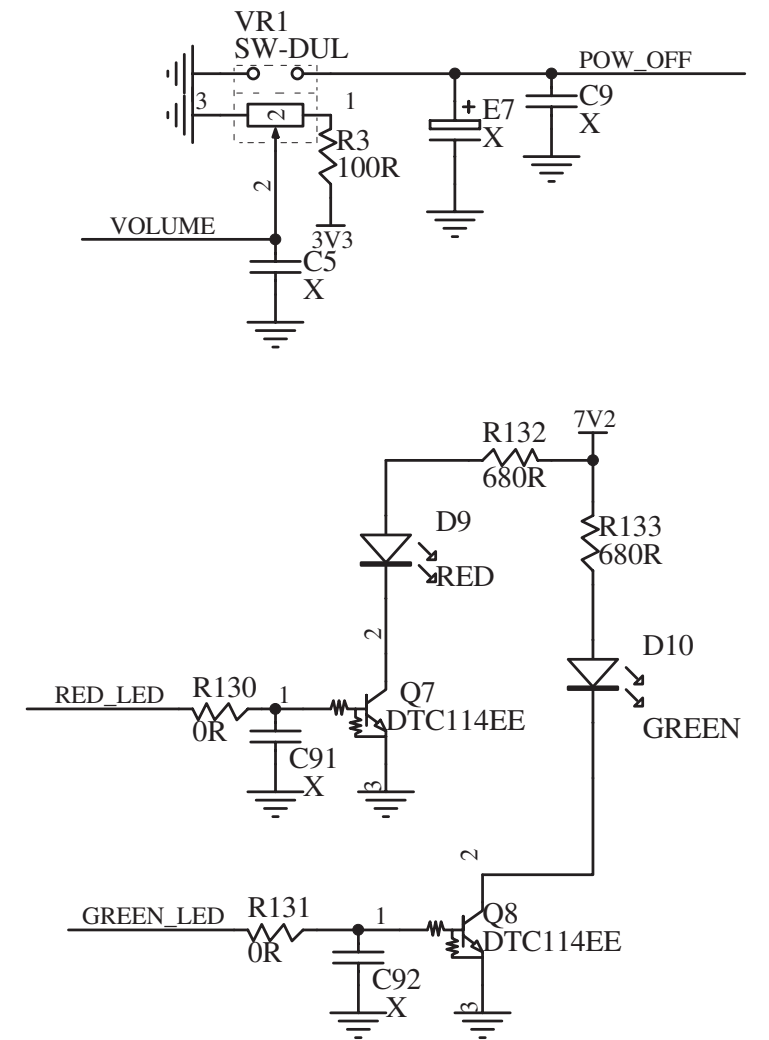 VR1
SW-DUL
POW_OFF
3
2
1
E7
X
C9
X
R3
100R
2
VOLUME
3V3
C5
X
7V2
R132
680R
D9
RED
R133
680R
2
D10
GREEN
RED_LED
R130
0R
1
Q7
DTC114EE
C91
X
3
2
GREEN_LED
R131
0R
1
Q8
DTC114EE
C92
X
3